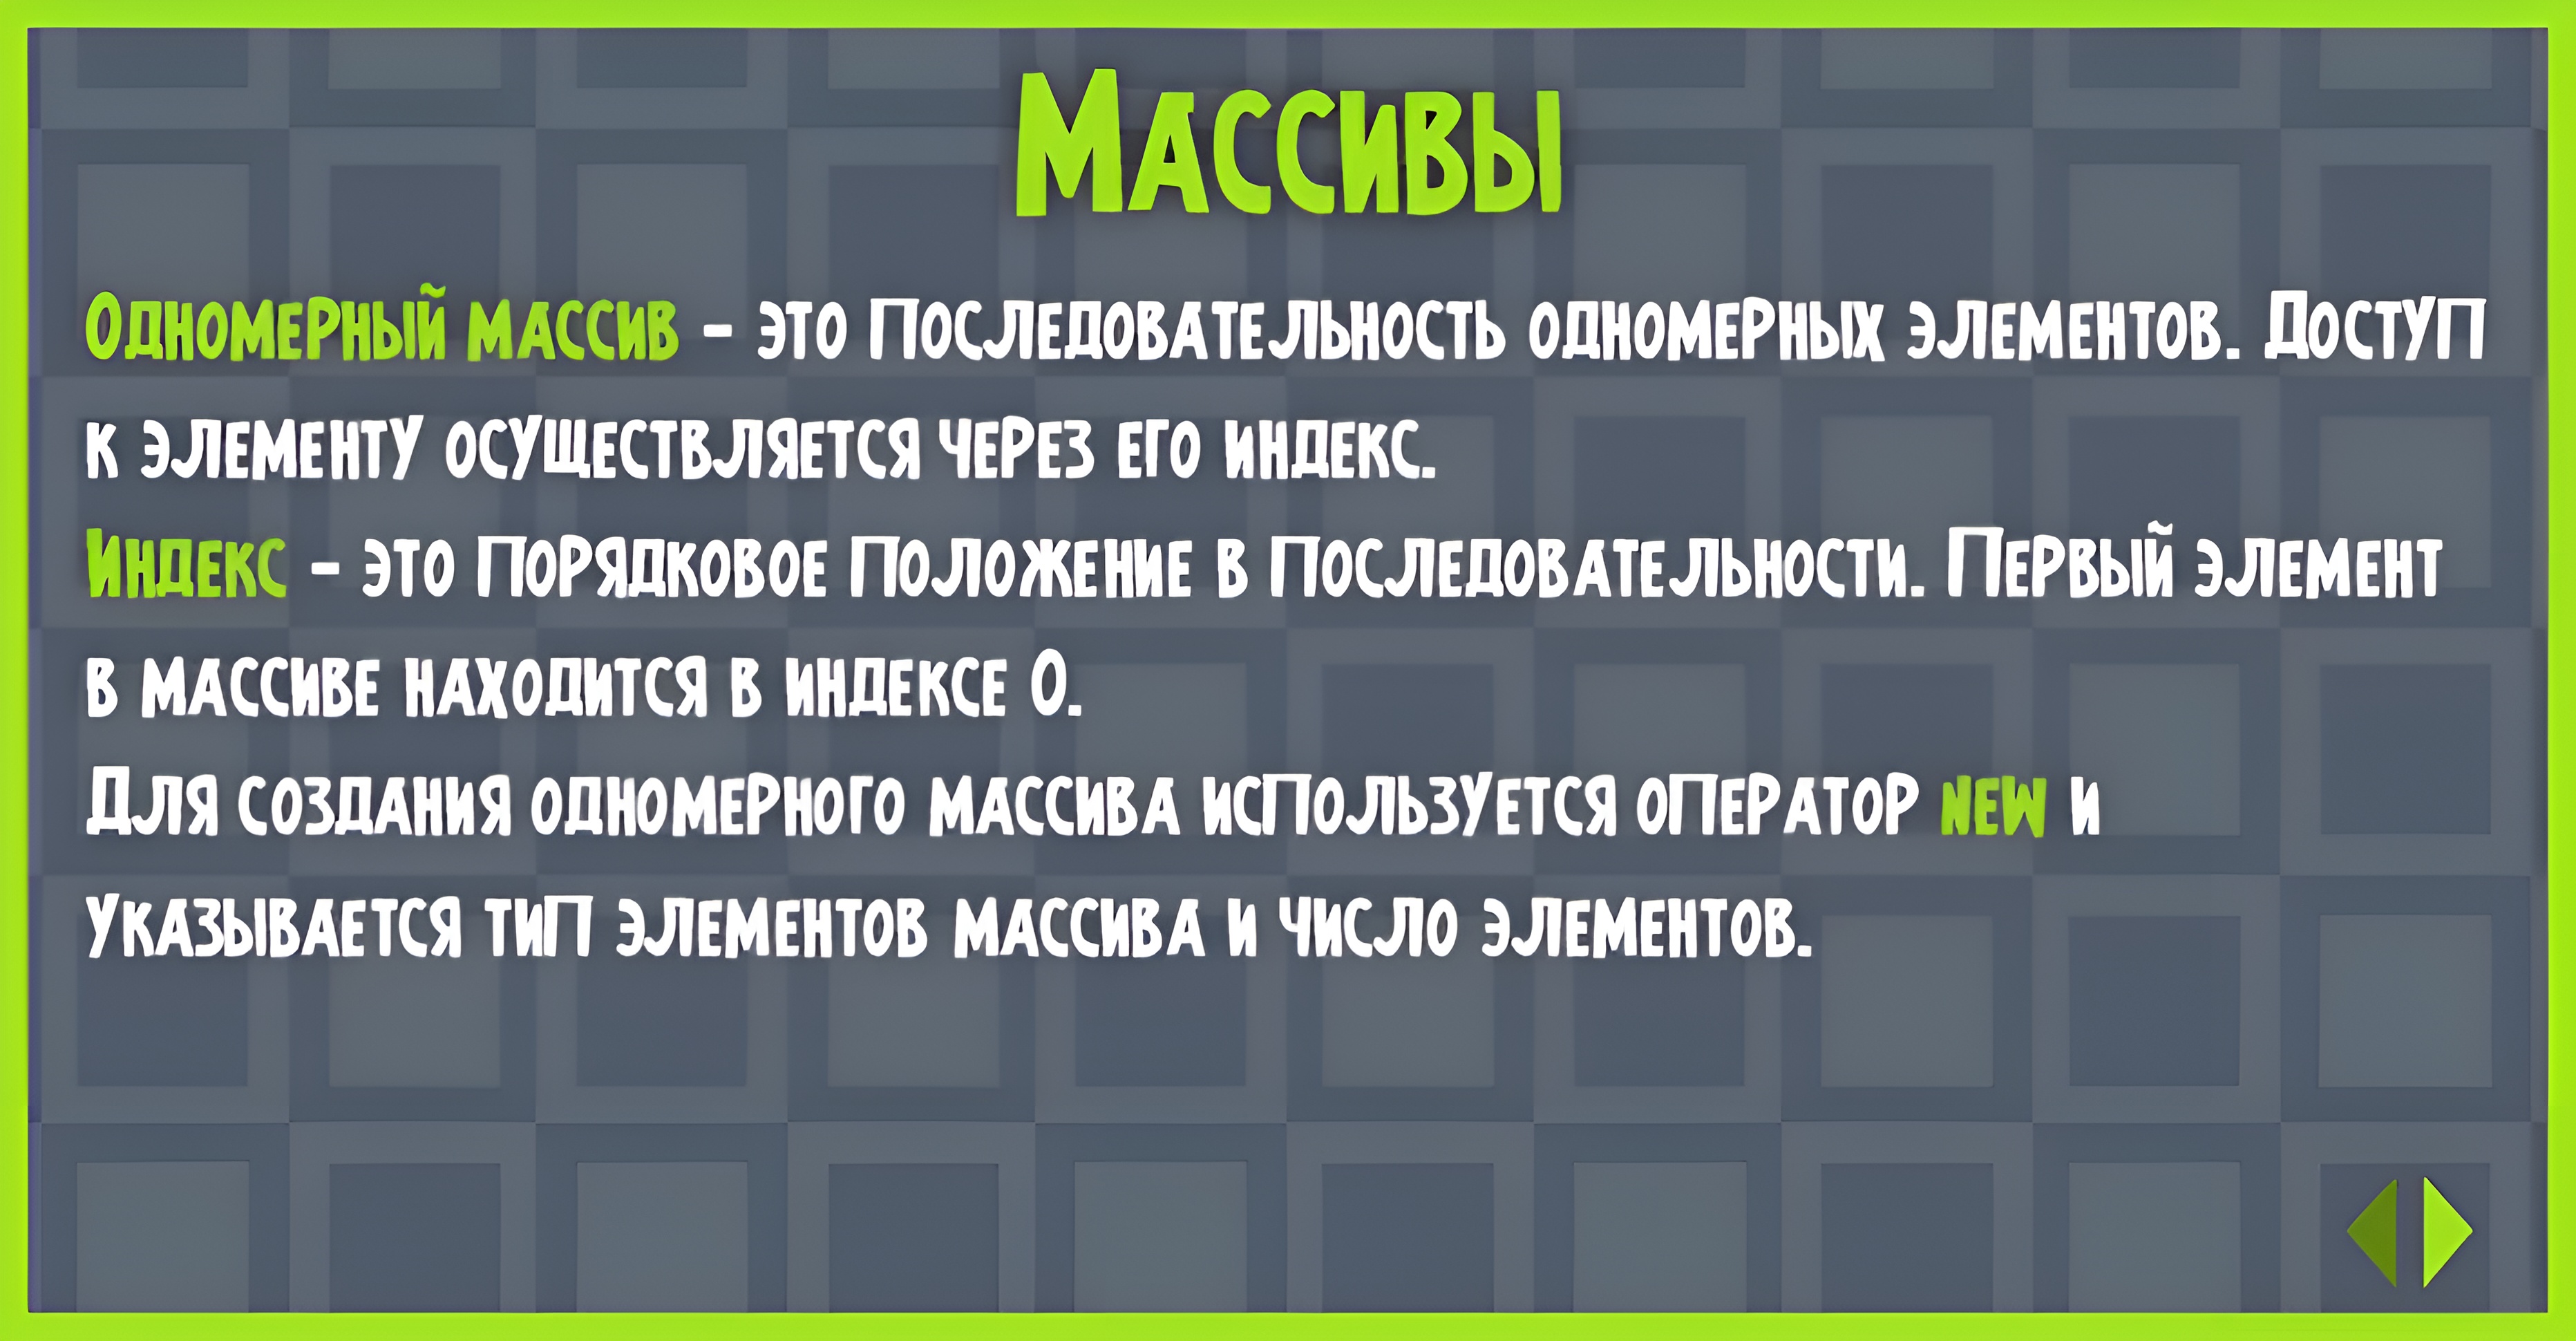 Массивы
Одномерный массив – это последовательность одномерных элементов. Доступ
к элементу осуществляется через его индекс.
Индекс – это порядковое положение в последовательности. Первый элемент
в массиве находится в индексе 0.
Для создания одномерного массива используется оператор new и
указывается тип элементов массива и число элементов.